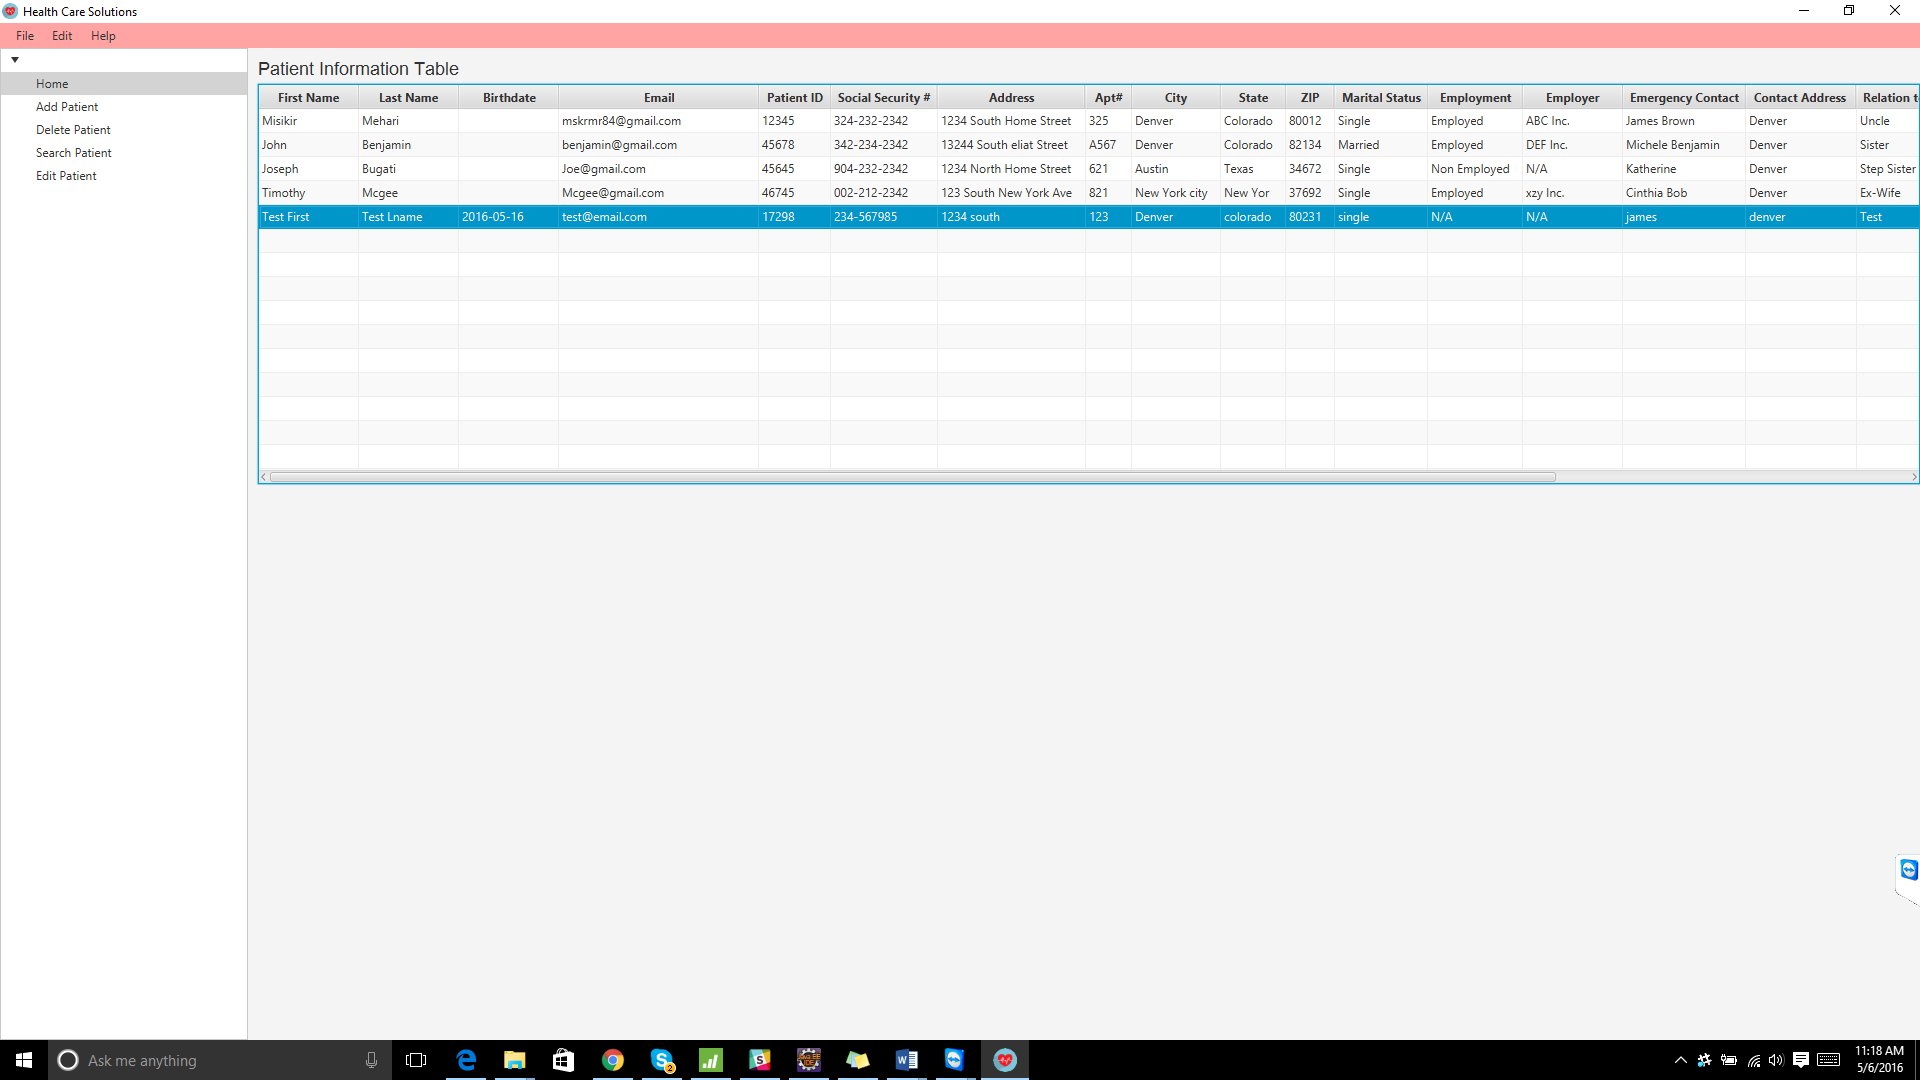 Health Care Solutions
File Edit Help
Home
Add Patient
Delete Patient
Search Patient
Edit Patient
Patient Information Table
First Name Last Name Birthdate Email Patient ID Social Security # Address Apt# City State ZIP Marital Status Employment Employer Emergency Contact Contact Address Relation t
Misikir Mehari mskrmr84@gmail.com 12345 324-232-2342 1234 South Home Street 325 Denver Colorado 80012 Single Employed ABC Inc. James Brown Denver Uncle
John Benjamin benjamin@gmail.com 45678 342-234-2342 13244 South eliat Street A567 Denver Colorado 82134 Married Employed DEF Inc. Michele Benjamin Denver Sister
Joseph Bugati Joe@gmail.com 45645 904-232-2342 1234 North Home Street 621 Austin Texas 34672 Single Non Employed N/A Katherine Denver Step Sister
Timothy Mcgee Mcgee@gmail.com 46745 002-212-2342 123 South New York Ave 821 New York city New Yor 37692 Single Employed xzy Inc. Cinthia Bob Denver Ex-Wife
Test First Test Lname 2016-05-16 test@email.com 17298 234-567985 1234 south 123 Denver colorado 80231 single N/A N/A james denver Test
Ask me anything
2
11:18 AM
5/6/2016